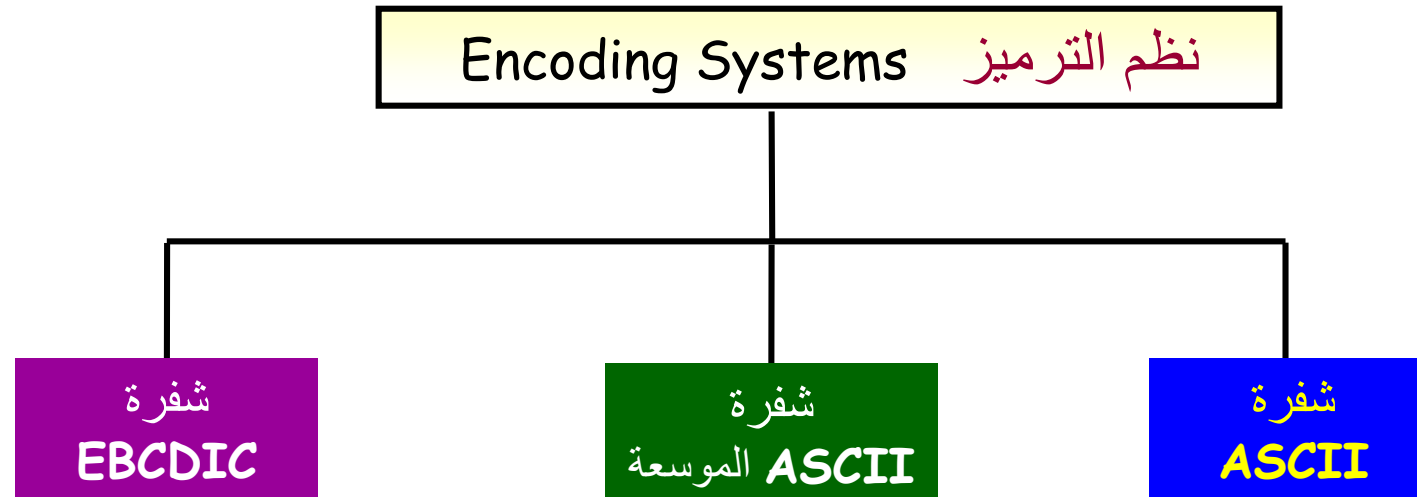 نظم الترميز Encoding Systems
شفرة
ASCII
شفرة
ASCII الموسعة
شفرة
EBCDIC